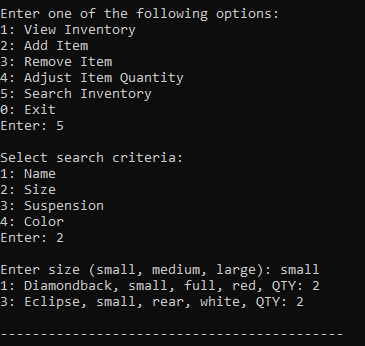 Enter one of the following options:
1: View Inventory
2: Add Item
3: Remove Item
4: Adjust Item Quantity
5: Search Inventory
0: Exit
Enter: 5

Select search criteria:
1: Name
2: Size
3: Suspension
4: Color
Enter: 2

Enter size (small, medium, large): small
1: Diamondback, small, full, red, QTY: 2
3: Eclipse, small, rear, white, QTY: 2

-------------------------------------------